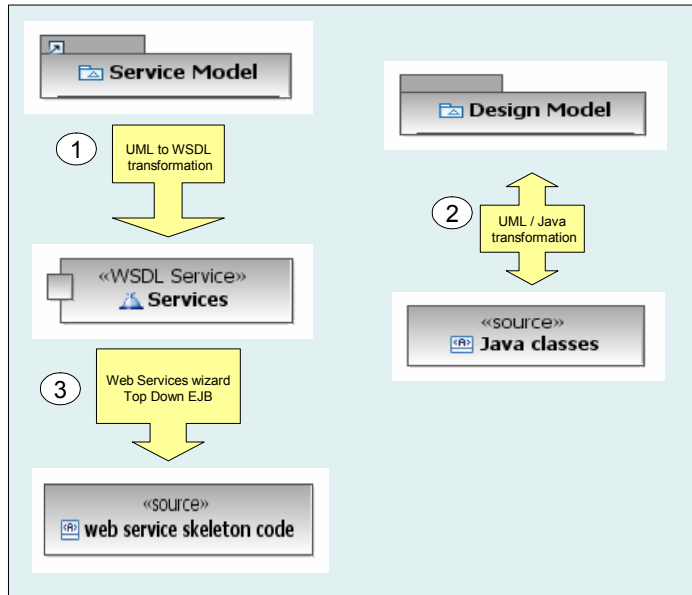 Service Model
1
UML to WSDL
transformation
«WSDL Service»
Services
3
Web Services wizard
Top Down EJB
«source»
web service skeleton code
Design Model
2
UML / Java
transformation
«source»
Java classes